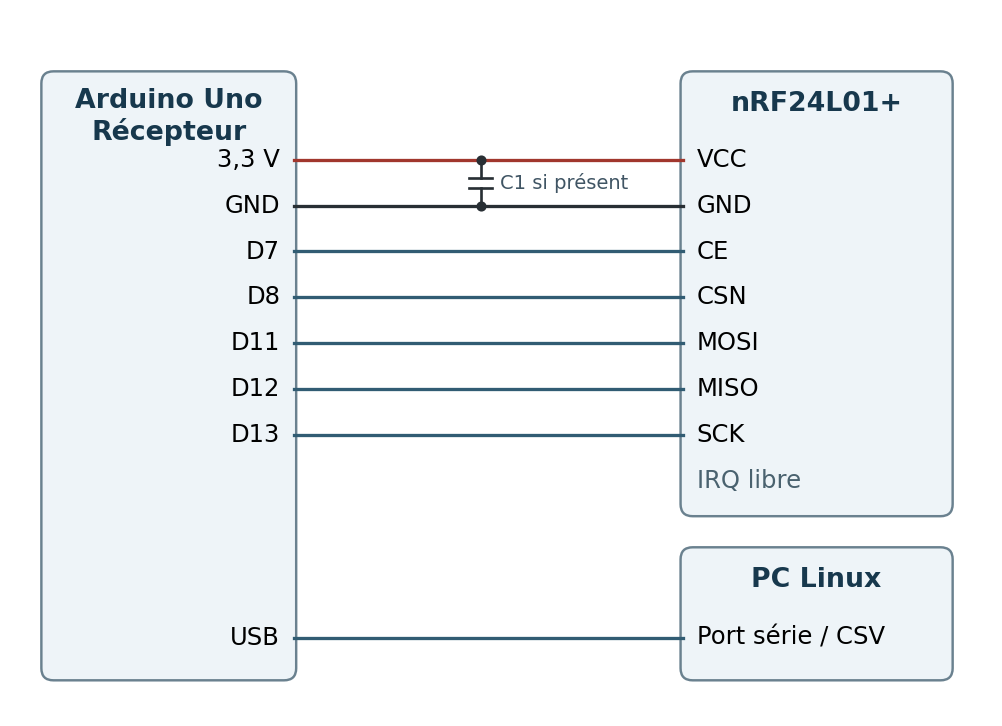 Arduino Uno
Récepteur
nRF24L01+
3,3 V
VCC
C1 si présent
GND
GND
D7
CE
D8
CSN
D11
MOSI
D12
MISO
D13
SCK
IRQ libre
PC Linux
USB
Port série / CSV